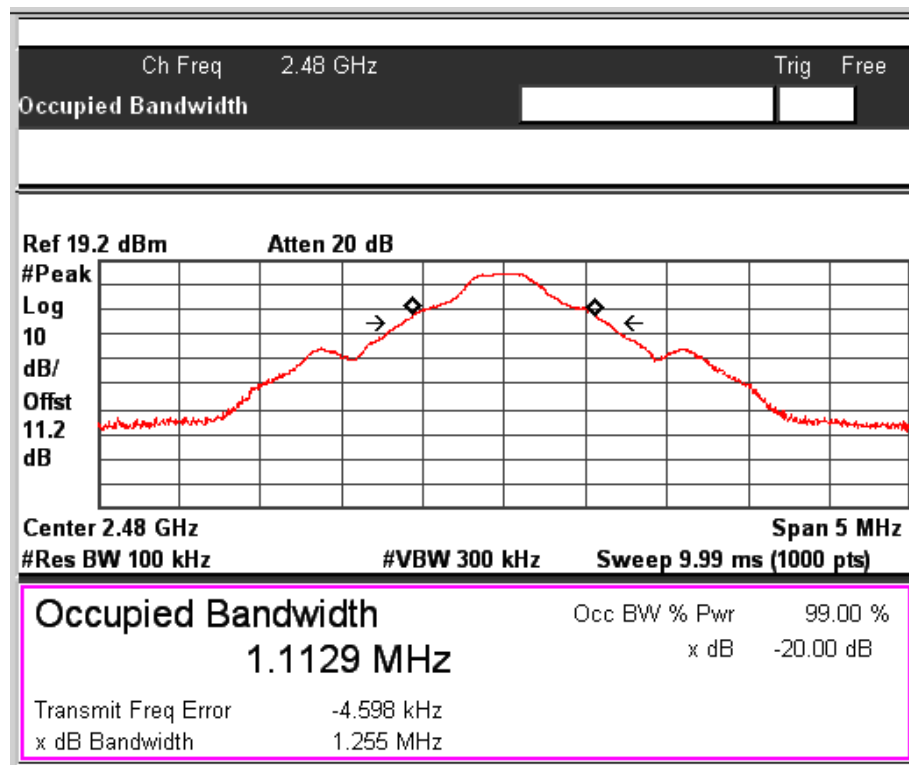 Ch Freq 2.48 GHz Trig Free
Occupied Bandwidth
Ref 19.2 dBm Atten 20 dB
#Peak
Log
10
dB/
Offst
11.2
dB
Center 2.48 GHz Span 5 MHz
#Res BW 100 kHz #VBW 300 kHz Sweep 9.99 ms (1000 pts)
Occupied Bandwidth Occ BW % Pwr 99.00 %
1.1129 MHz x dB -20.00 dB
Transmit Freq Error -4.598 kHz
x dB Bandwidth 1.255 MHz